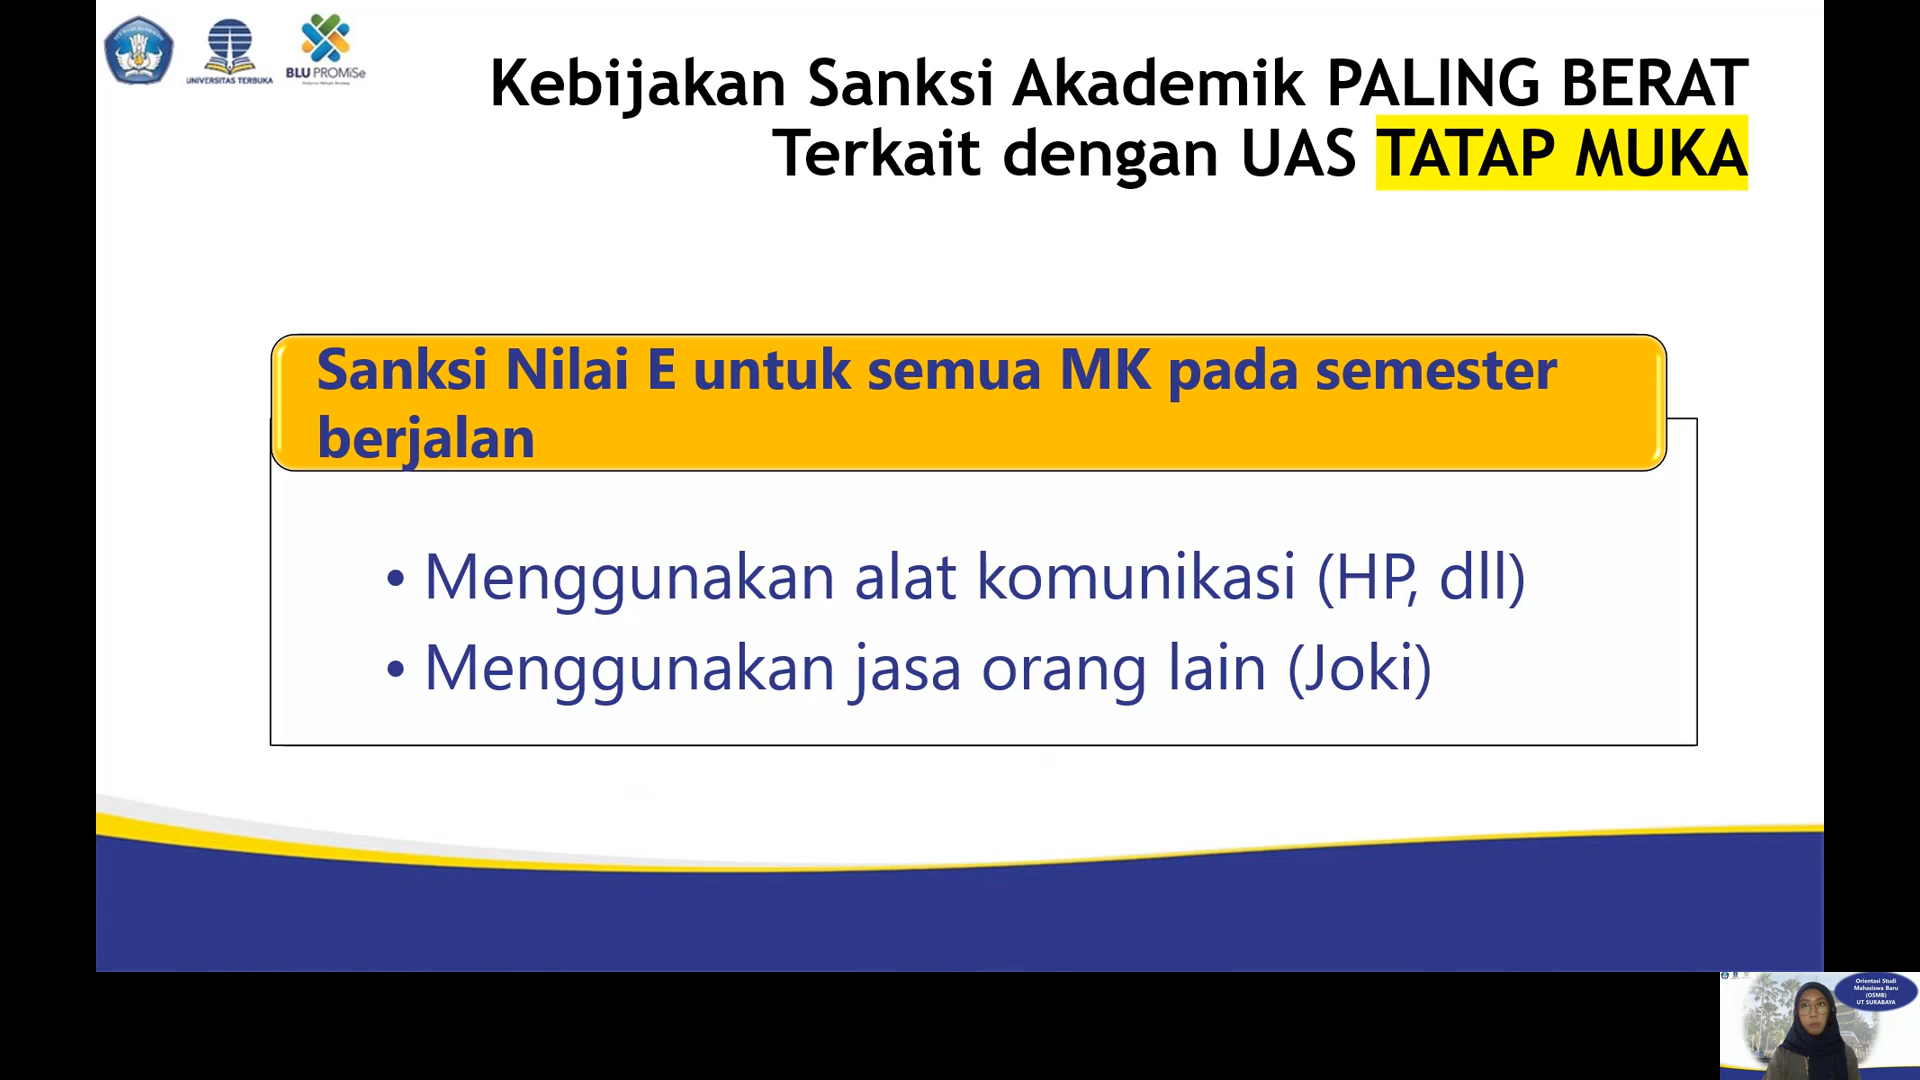 UNIVERSITAS TERBUKA
BLU PROMiSe
Kebijakan Sanksi Akademik PALING BERAT
Terkait dengan UAS TATAP MUKA
Sanksi Nilai E untuk semua MK pada semester
berjalan
• Menggunakan alat komunikasi (HP, dll)
• Menggunakan jasa orang lain (Joki)
Orientasi Studi
Mahasiswa Baru
(OSMB)
UT SURABAYA